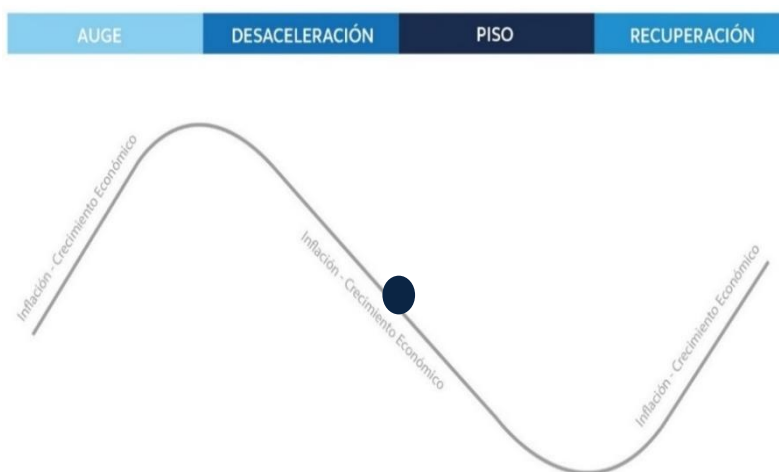 AUGE
DESACELERACIÓN
PISO
RECUPERACIÓN
Inflación - Crecimiento Económico
Inflación - Crecimiento Económico
Inflación - Crecimiento Económico